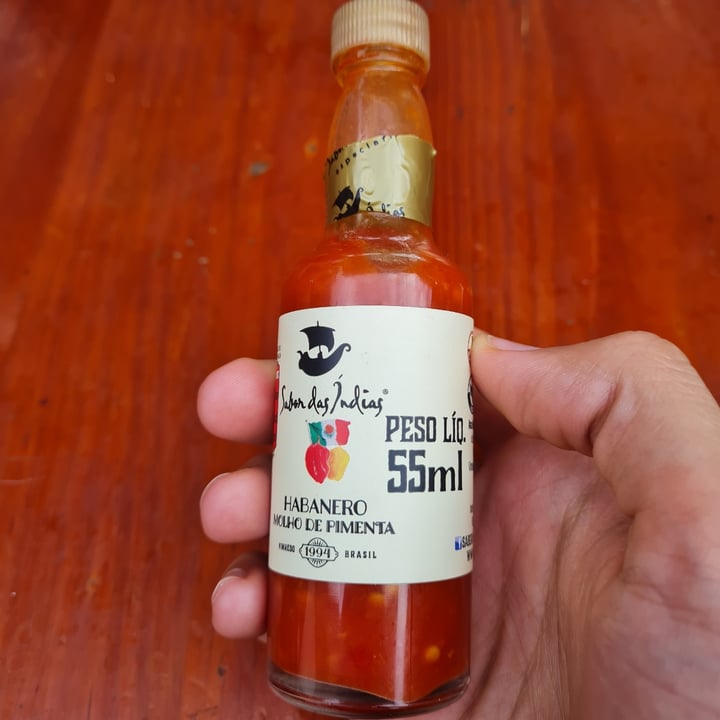 Sabor das Índias®
PESO LÍQ.
55ml
HABANERO
MOLHO DE PIMENTA
1994 BRASIL